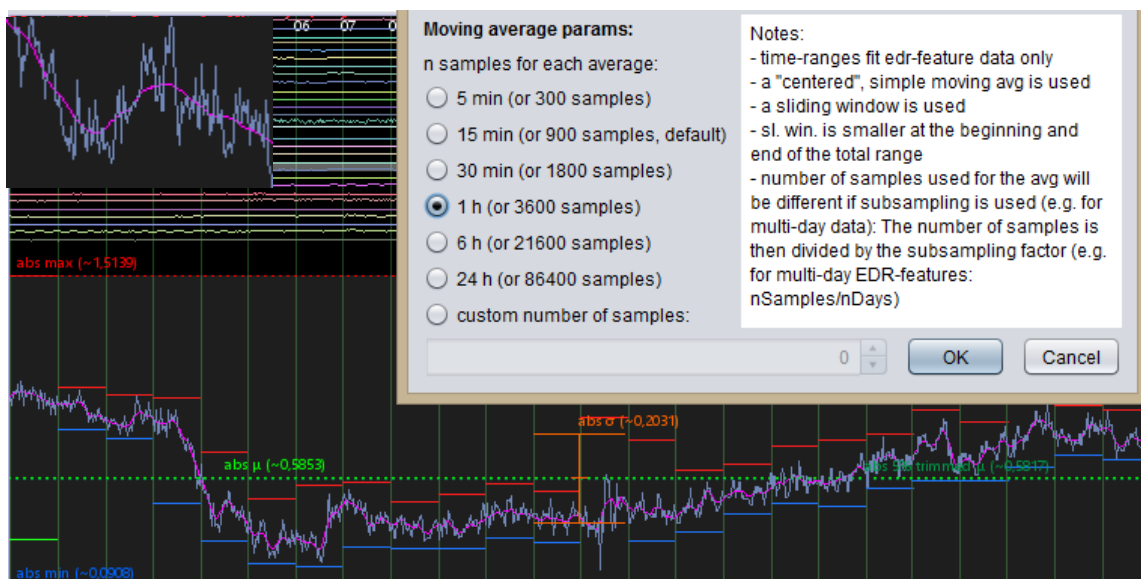 06 07
Moving average params:
n samples for each average:
5 min (or 300 samples)
15 min (or 900 samples, default)
30 min (or 1800 samples)
1 h (or 3600 samples)
6 h (or 21600 samples)
24 h (or 86400 samples)
custom number of samples:
0
OK
Cancel
Notes:
- time-ranges fit edr-feature data only
- a "centered", simple moving avg is used
- a sliding window is used
- sl. win. is smaller at the beginning and
end of the total range
- number of samples used for the avg will
be different if subsampling is used (e.g. for
multi-day data): The number of samples is
then divided by the subsampling factor (e.g.
for multi-day EDR-features:
nSamples/nDays)
abs max (~1,5139)
abs σ (~0,2031)
abs μ (~0,5853)
abs 5% trimmed μ (~0,5817)
abs min (~0,0908)